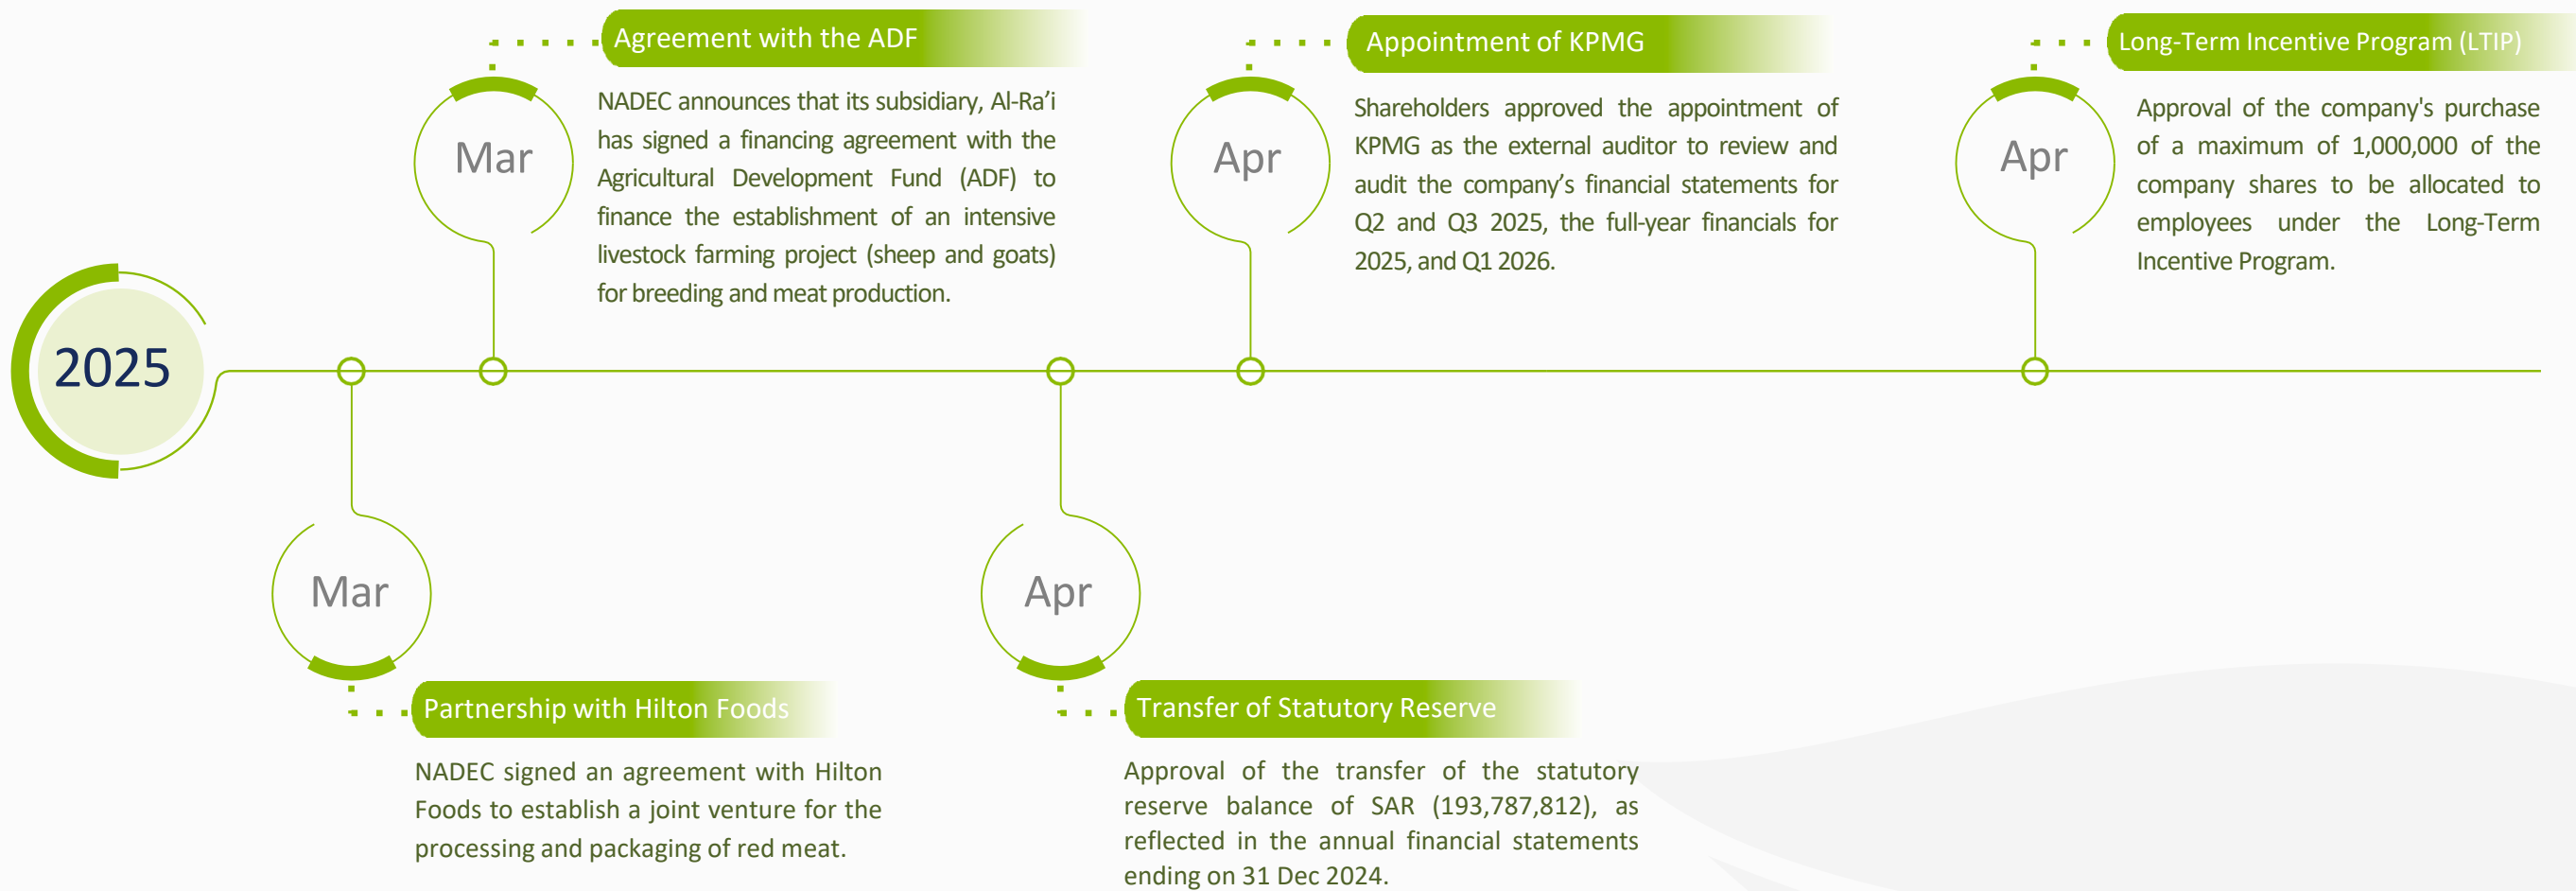 2025
Mar
Agreement with the ADF
NADEC announces that its subsidiary, Al-Ra’i
has signed a financing agreement with the
Agricultural Development Fund (ADF) to
finance the establishment of an intensive
livestock farming project (sheep and goats)
for breeding and meat production.
Apr
Appointment of KPMG
Shareholders approved the appointment of
KPMG as the external auditor to review and
audit the company’s financial statements for
Q2 and Q3 2025, the full-year financials for
2025, and Q1 2026.
Apr
Long-Term Incentive Program (LTIP)
Approval of the company's purchase
of a maximum of 1,000,000 of the
company shares to be allocated to
employees under the Long-Term
Incentive Program.
Mar
Partnership with Hilton Foods
NADEC signed an agreement with Hilton
Foods to establish a joint venture for the
processing and packaging of red meat.
Apr
Transfer of Statutory Reserve
Approval of the transfer of the statutory
reserve balance of SAR (193,787,812), as
reflected in the annual financial statements
ending on 31 Dec 2024.